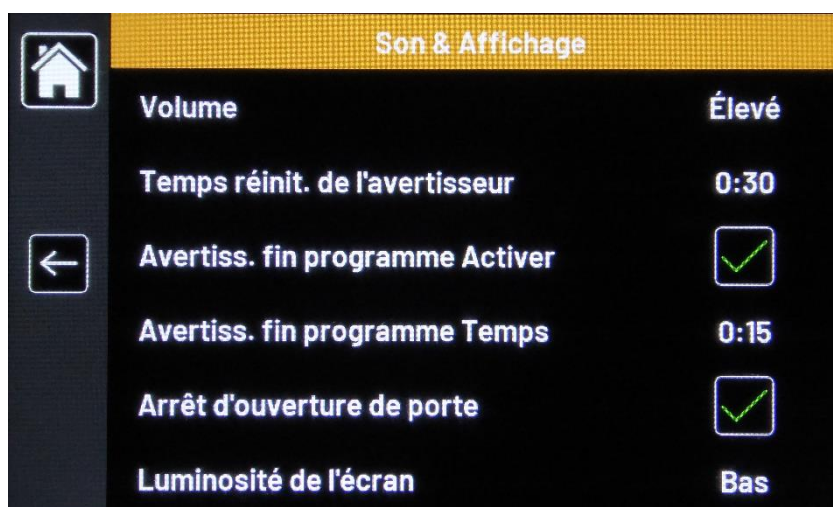 Son & Affichage
Volume Élevé
Temps réinit. de l'avertisseur 0:30
Avertiss. fin programme Activer
Avertiss. fin programme Temps 0:15
Arrêt d'ouverture de porte
Luminosité de l'écran Bas